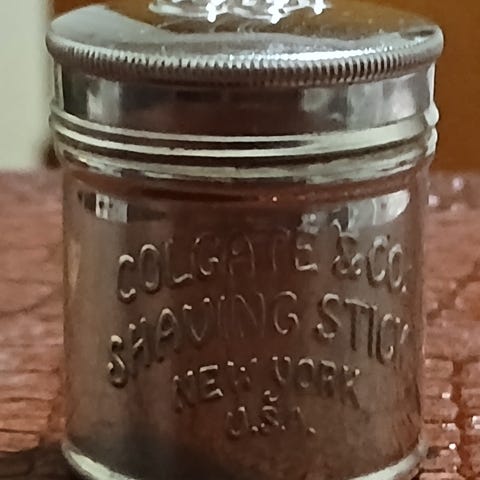 COLGATE & CO.
SHAVING STICK
NEW YORK
U.S.A.